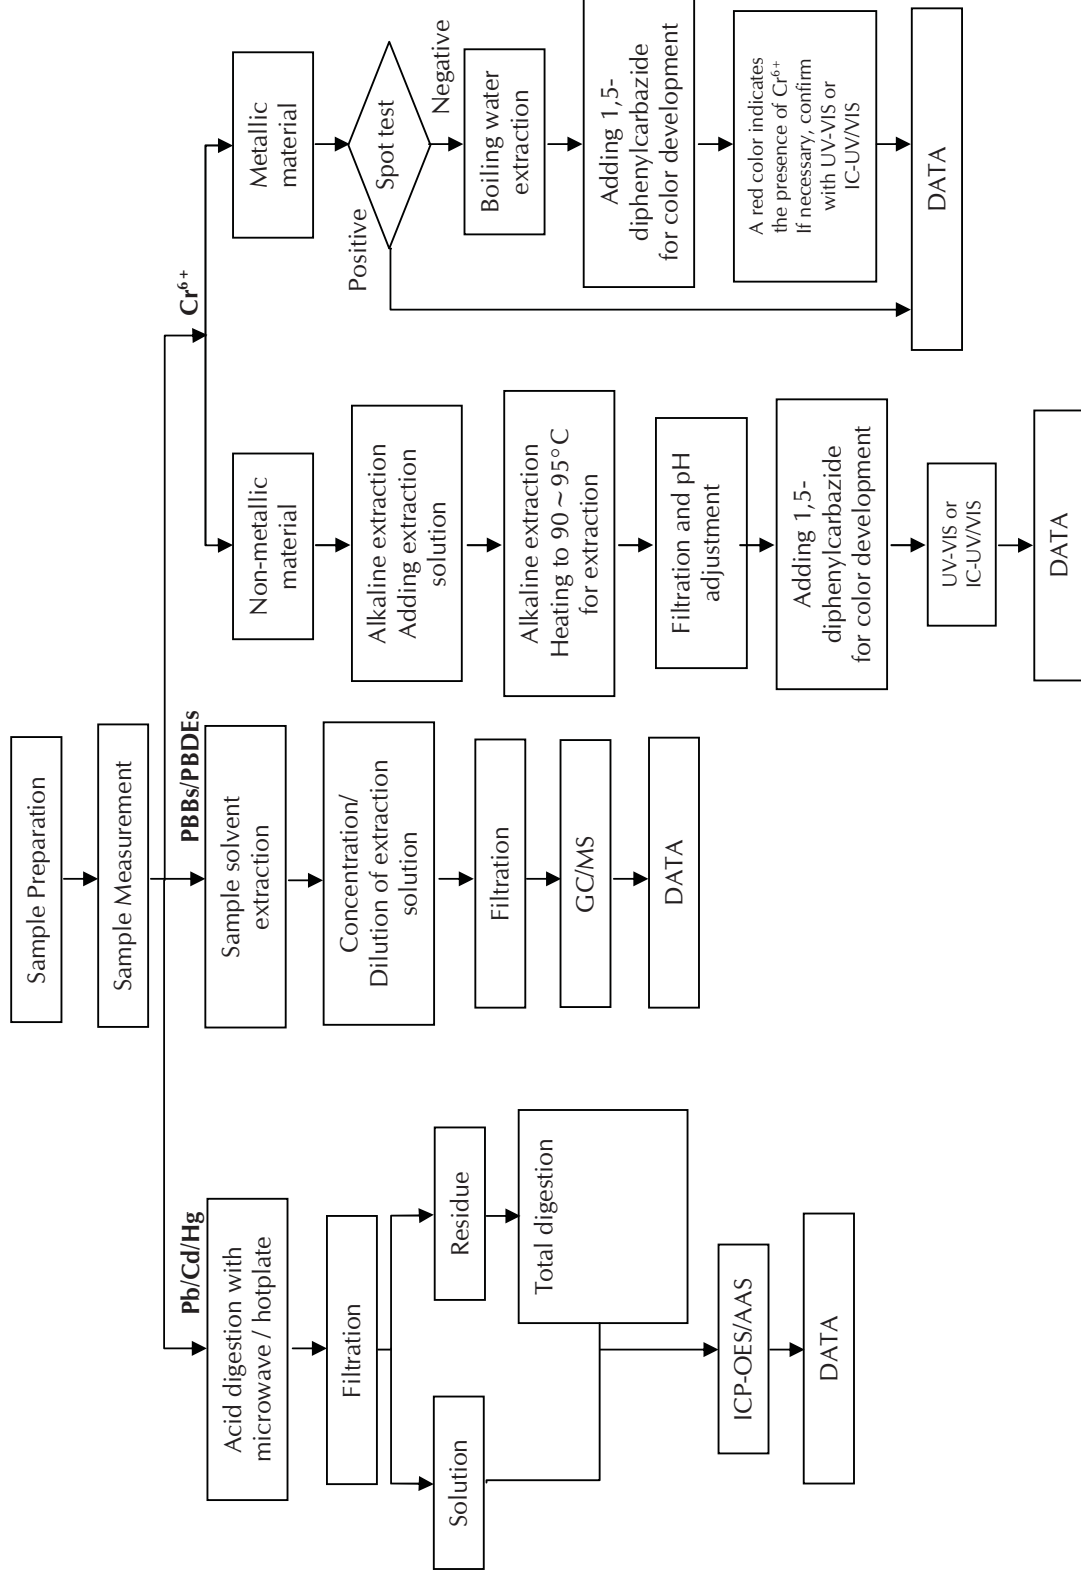 Sample Preparation
Sample Measurement
Pb/Cd/Hg
Acid digestion with
microwave / hotplate
Filtration
Solution
Residue
Total digestion
ICP-OES/AAS
DATA
PBBs/PBDEs
Sample solvent
extraction
Concentration/
Dilution of extraction
solution
Filtration
GC/MS
DATA
Cr⁶⁺
Non-metallic
material
Alkaline extraction
Adding extraction
solution
Alkaline extraction
Heating to 90 ~ 95°C
for extraction
Filtration and pH
adjustment
Adding 1,5-
diphenylcarbazide
for color development
UV-VIS or
IC-UV/VIS
DATA
Metallic
material
Spot test
Positive
Negative
Boiling water
extraction
Adding 1,5-
diphenylcarbazide
for color development
A red color indicates
the presence of Cr⁶⁺
If necessary, confirm
with UV-VIS or
IC-UV/VIS
DATA